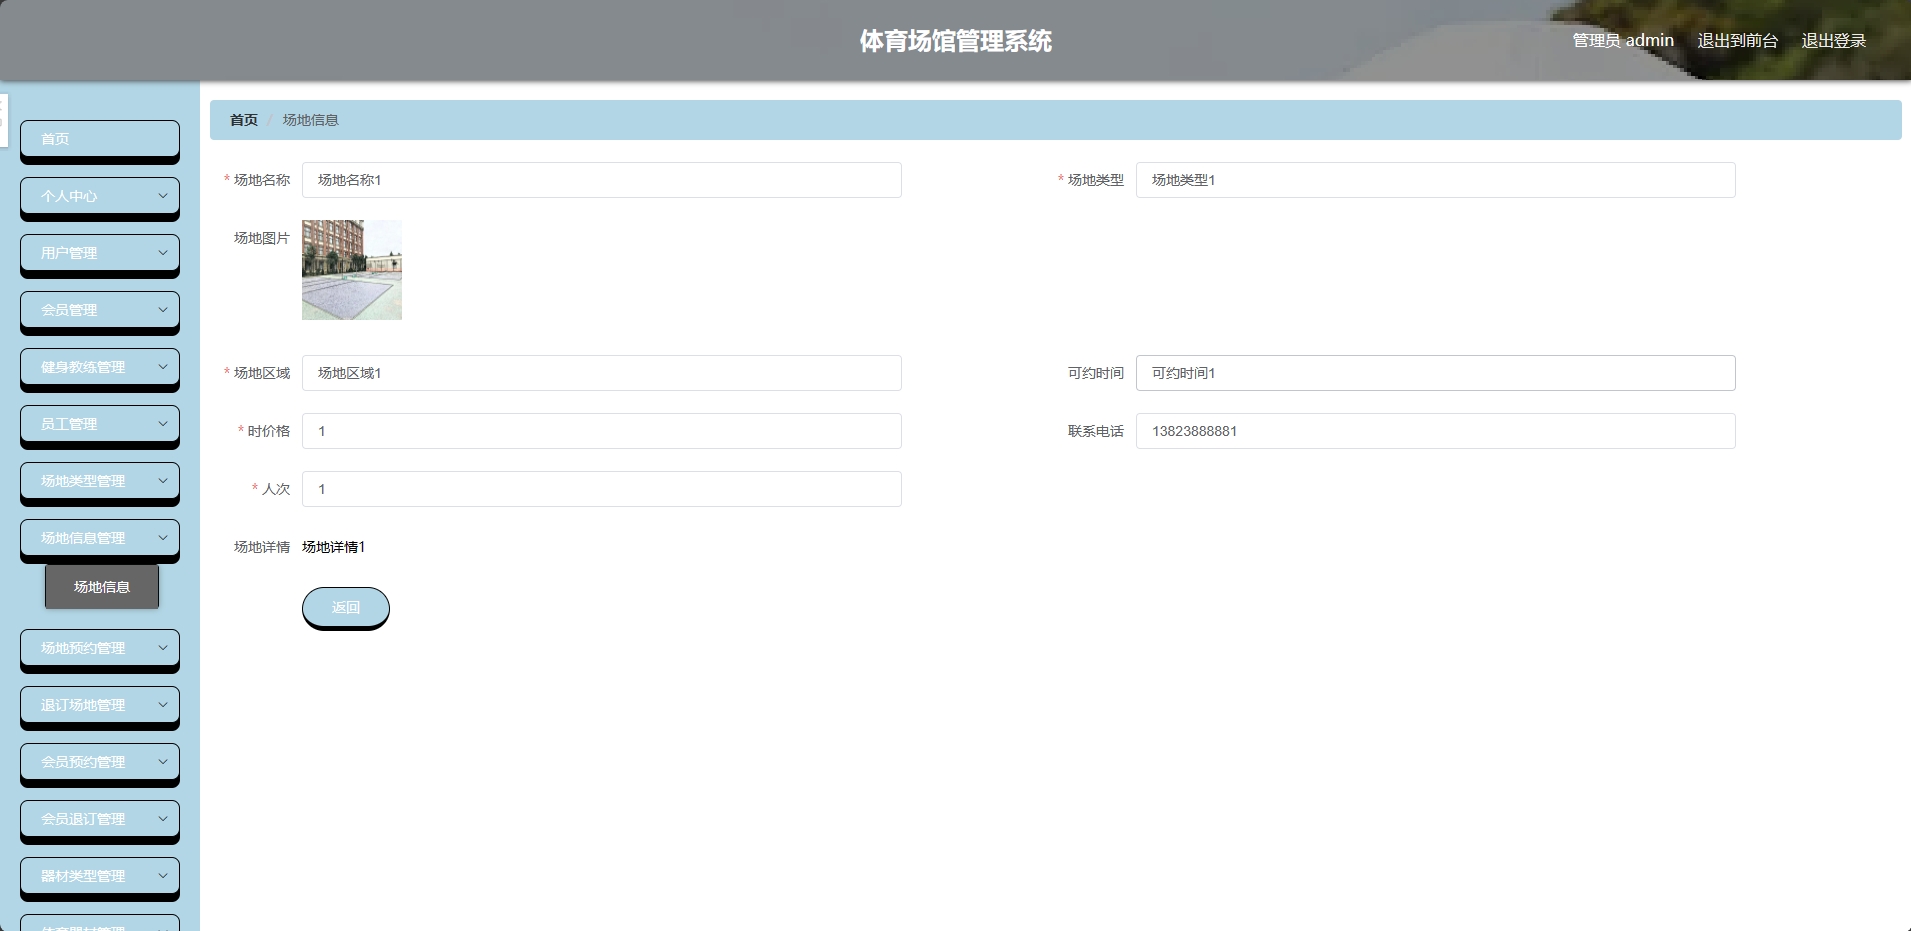 体育场馆管理系统
管理员 admin 退出到前台 退出登录
首页
个人中心
用户管理
会员管理
健身教练管理
员工管理
场地类型管理
场地信息管理
场地信息
场地预约管理
退订场地管理
会员预约管理
会员退订管理
器材类型管理
首页 / 场地信息
* 场地名称 场地名称1
* 场地类型 场地类型1
场地图片
* 场地区域 场地区域1
可约时间 可约时间1
* 时价格 1
联系电话 13823888881
* 人次 1
场地详情 场地详情1
返回